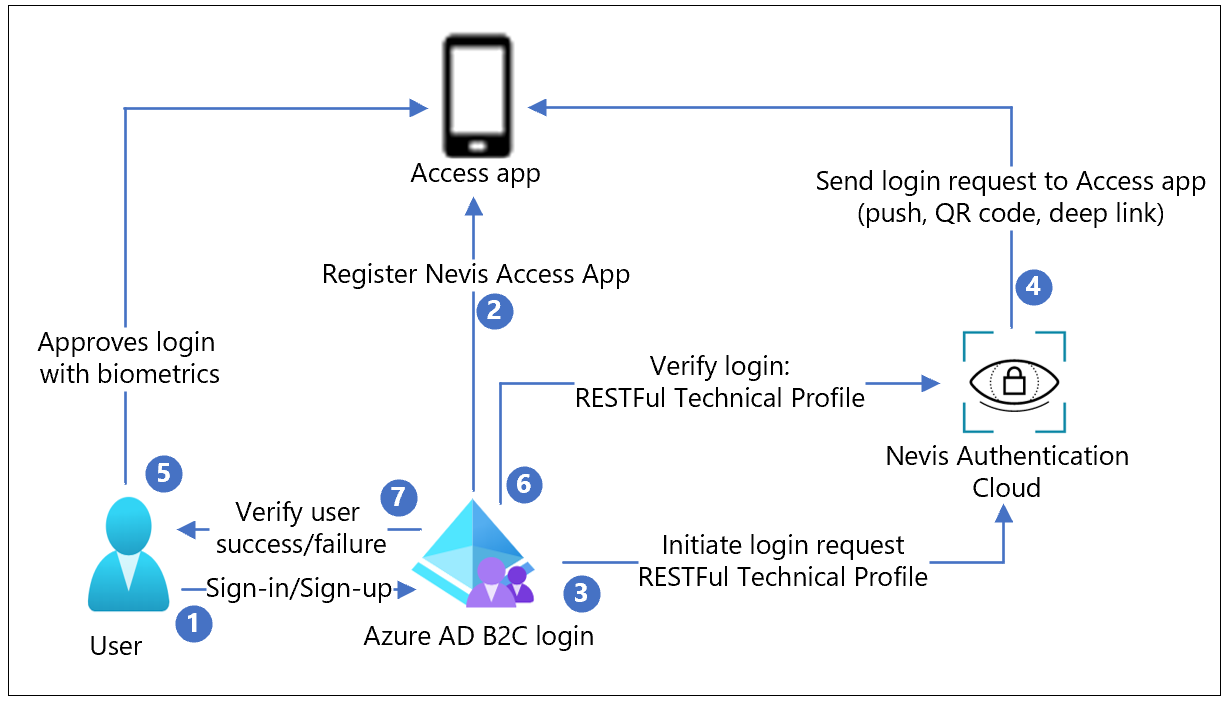 Access app
Send login request to Access app
(push, QR code, deep link)
Register Nevis Access App
2
4
Approves login
with biometrics
Verify login:
RESTFul Technical Profile
Nevis Authentication
Cloud
5
6
7
Verify user
success/failure
Initiate login request
RESTFul Technical Profile
Sign-in/Sign-up
3
1
User
Azure AD B2C login